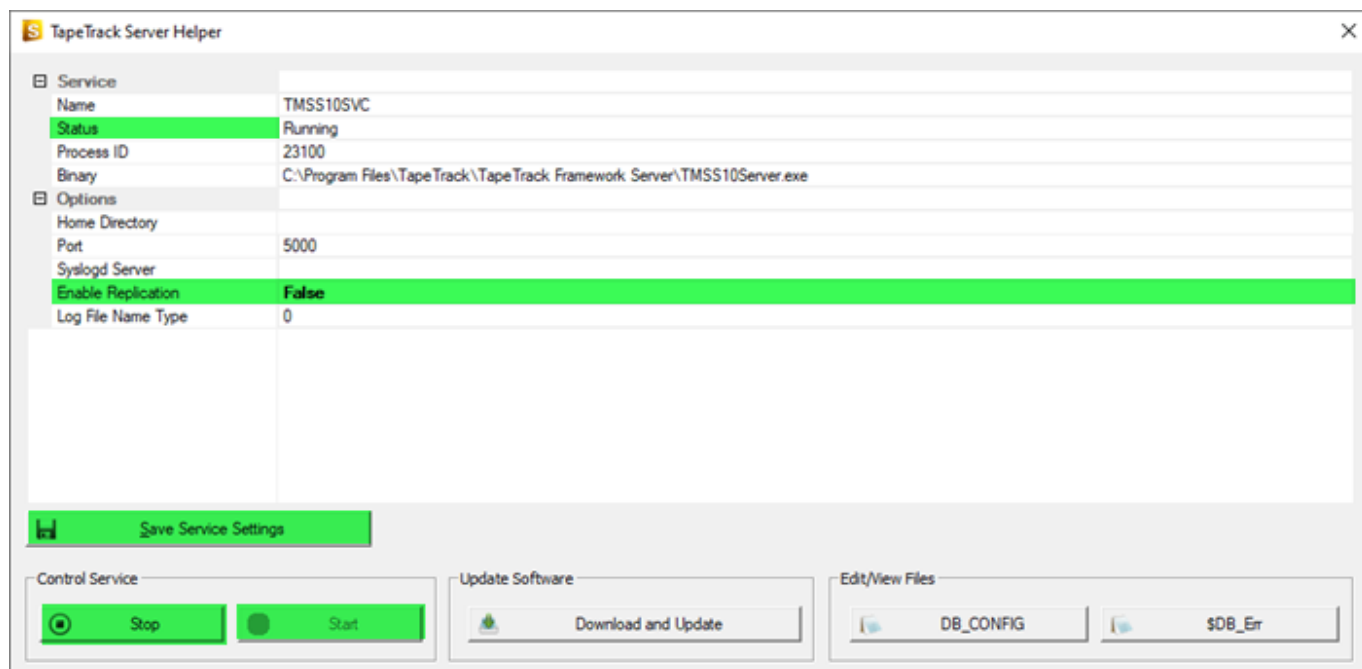 TapeTrack Server Helper
Service
Name TMSS10SVC
Status Running
Process ID 23100
Binary C:\Program Files\TapeTrack\TapeTrack Framework Server\TMSS10Server.exe
Options
Home Directory
Port 5000
Syslogd Server
Enable Replication False
Log File Name Type 0
Save Service Settings
Control Service Update Software Edit/View Files
Stop Start Download and Update DB_CONFIG $DB_Err